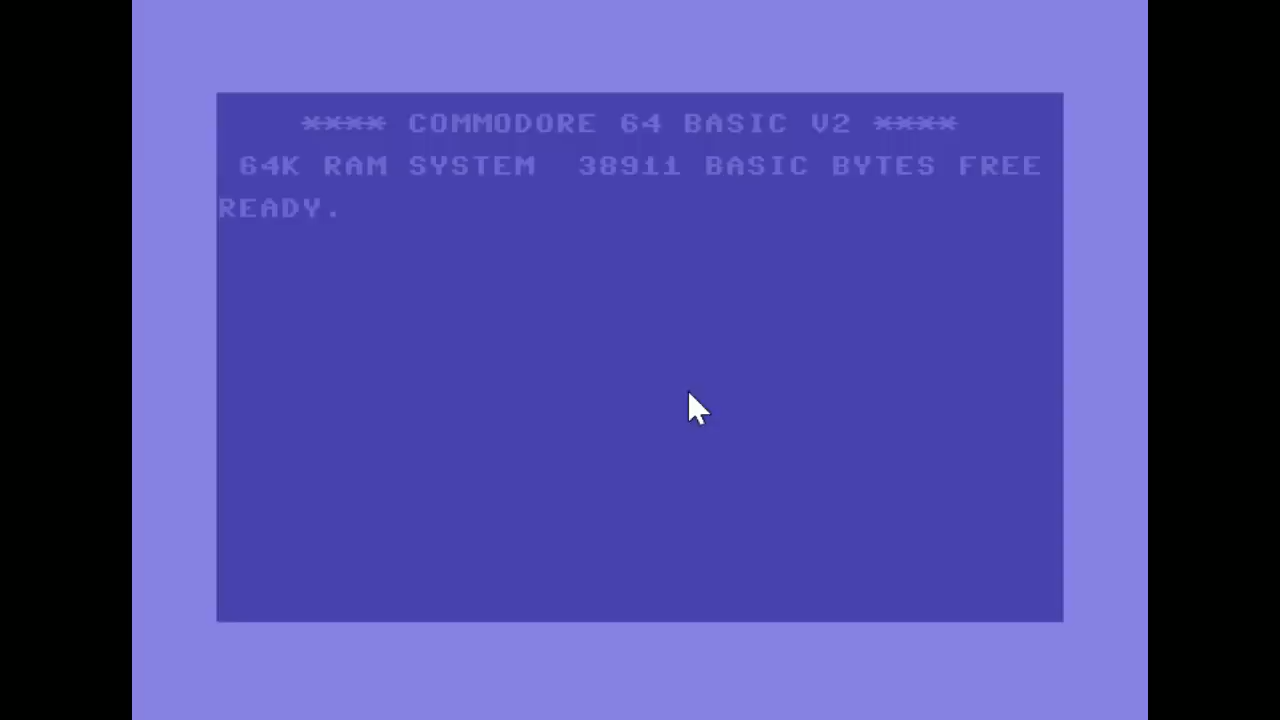 **** COMMODORE 64 BASIC V2 ****
64K RAM SYSTEM  38911 BASIC BYTES FREE
READY.